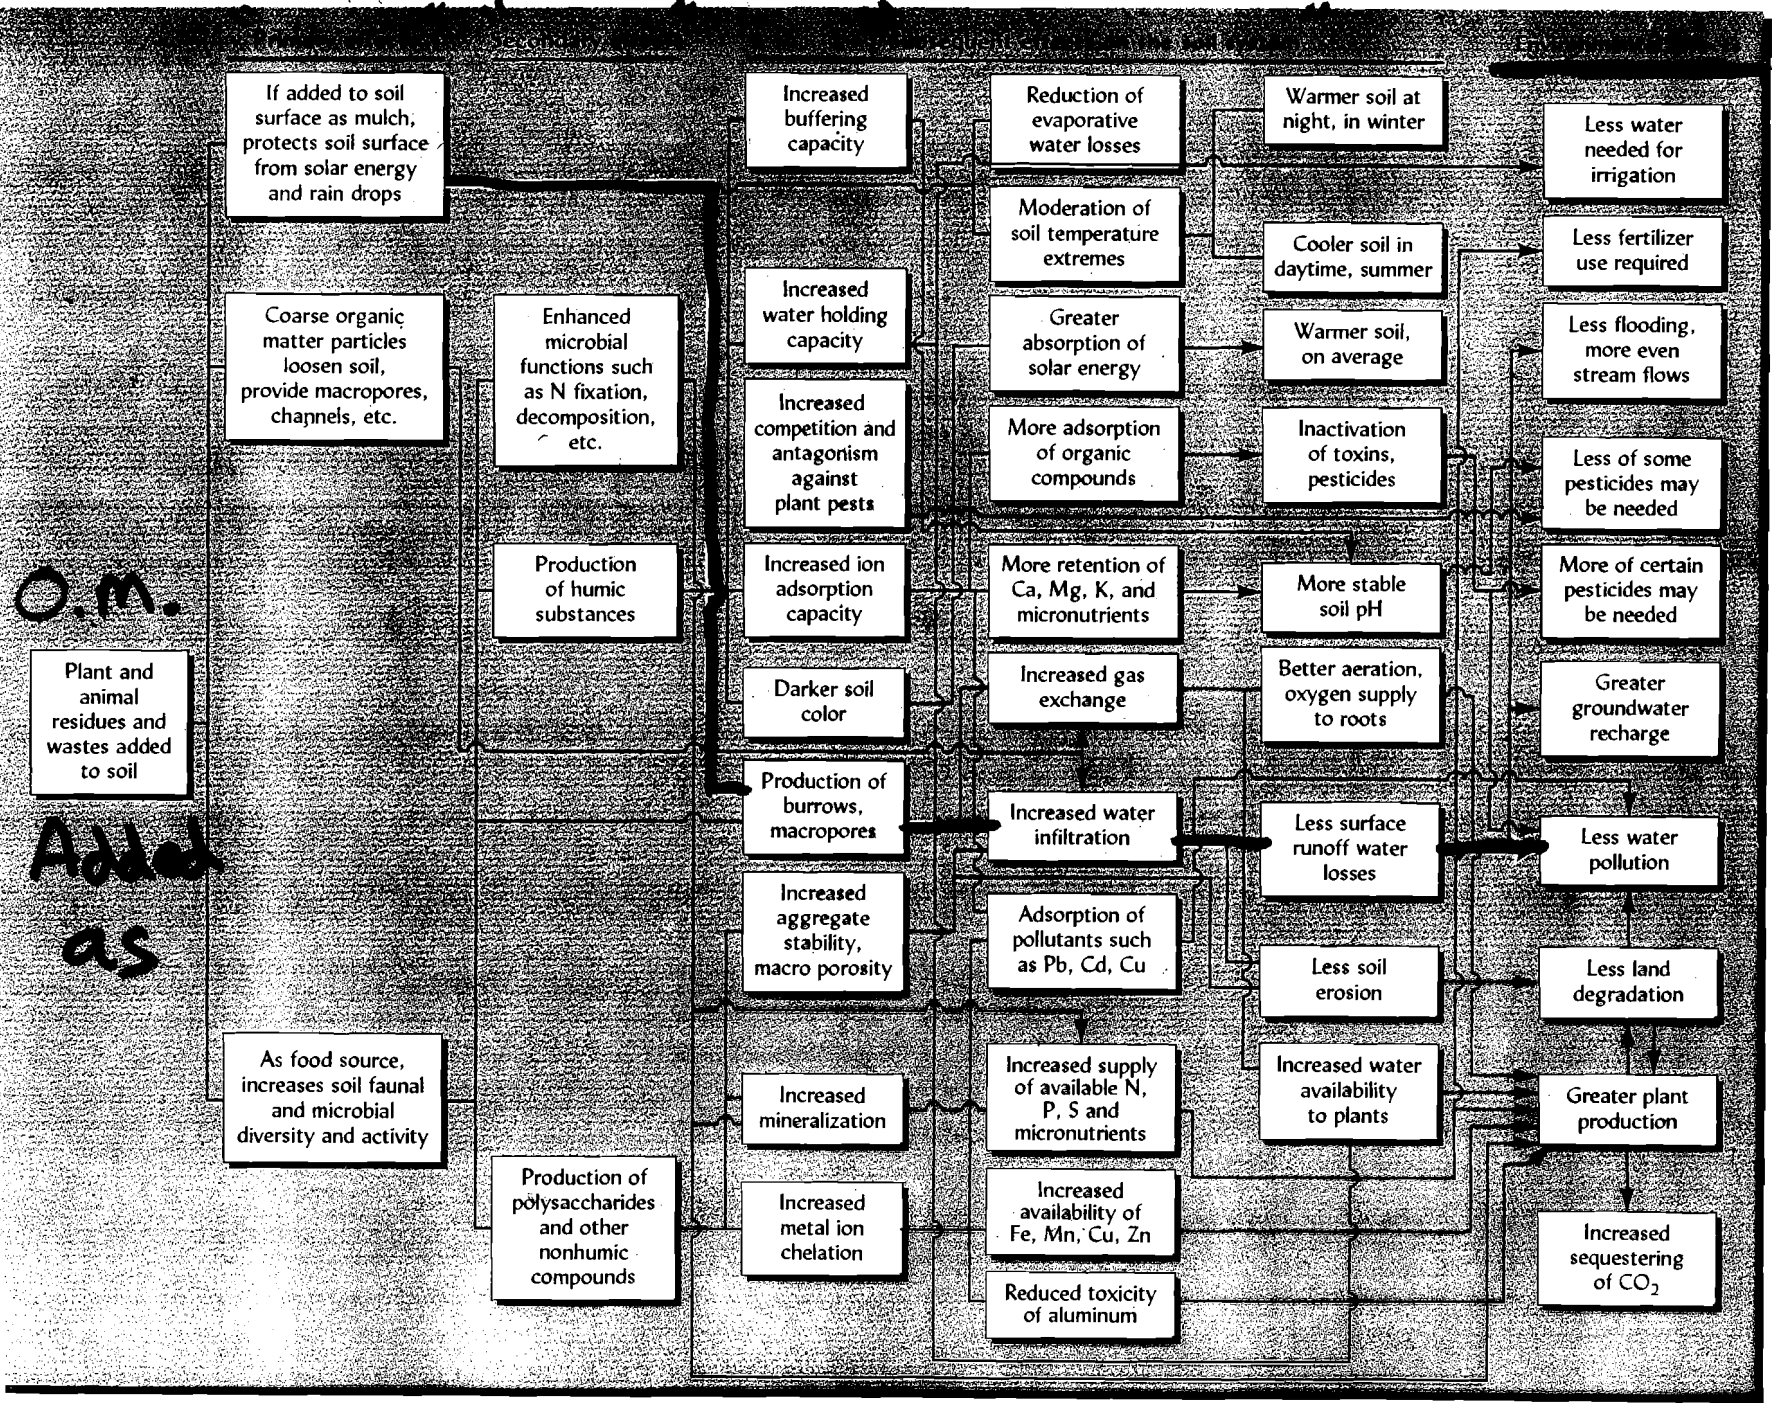 If added to soil
surface as mulch,
protects soil surface
from solar energy
and rain drops
Coarse organic
matter particles
loosen soil,
provide macropores,
channels, etc.
O.M.
Plant and
animal
residues and
wastes added
to soil
Added
as
As food source,
increases soil faunal
and microbial
diversity and activity
Enhanced
microbial
functions such
as N fixation,
decomposition,
etc.
Production
of humic
substances
Production of
polysaccharides
and other
nonhumic
compounds
Increased
buffering
capacity
Increased
water holding
capacity
Increased
competition and
antagonism
against
plant pests
Increased ion
adsorption
capacity
Darker soil
color
Production of
burrows,
macropores
Increased
aggregate
stability,
macro porosity
Increased
mineralization
Increased
metal ion
chelation
Reduction of
evaporative
water losses
Moderation of
soil temperature
extremes
Greater
absorption of
solar energy
More adsorption
of organic
compounds
More retention of
Ca, Mg, K, and
micronutrients
Increased gas
exchange
Increased water
infiltration
Adsorption of
pollutants such
as Pb, Cd, Cu
Increased supply
of available N,
P, S and
micronutrients
Increased
availability of
Fe, Mn, Cu, Zn
Reduced toxicity
of aluminum
Warmer soil at
night, in winter
Cooler soil in
daytime, summer
Warmer soil,
on average
Inactivation
of toxins,
pesticides
More stable
soil pH
Better aeration,
oxygen supply
to roots
Less surface
runoff water
losses
Less soil
erosion
Increased water
availability
to plants
Less water
needed for
irrigation
Less fertilizer
use required
Less flooding,
more even
stream flows
Less of some
pesticides may
be needed
More of certain
pesticides may
be needed
Greater
groundwater
recharge
Less water
pollution
Less land
degradation
Greater plant
production
Increased
sequestering
of CO₂